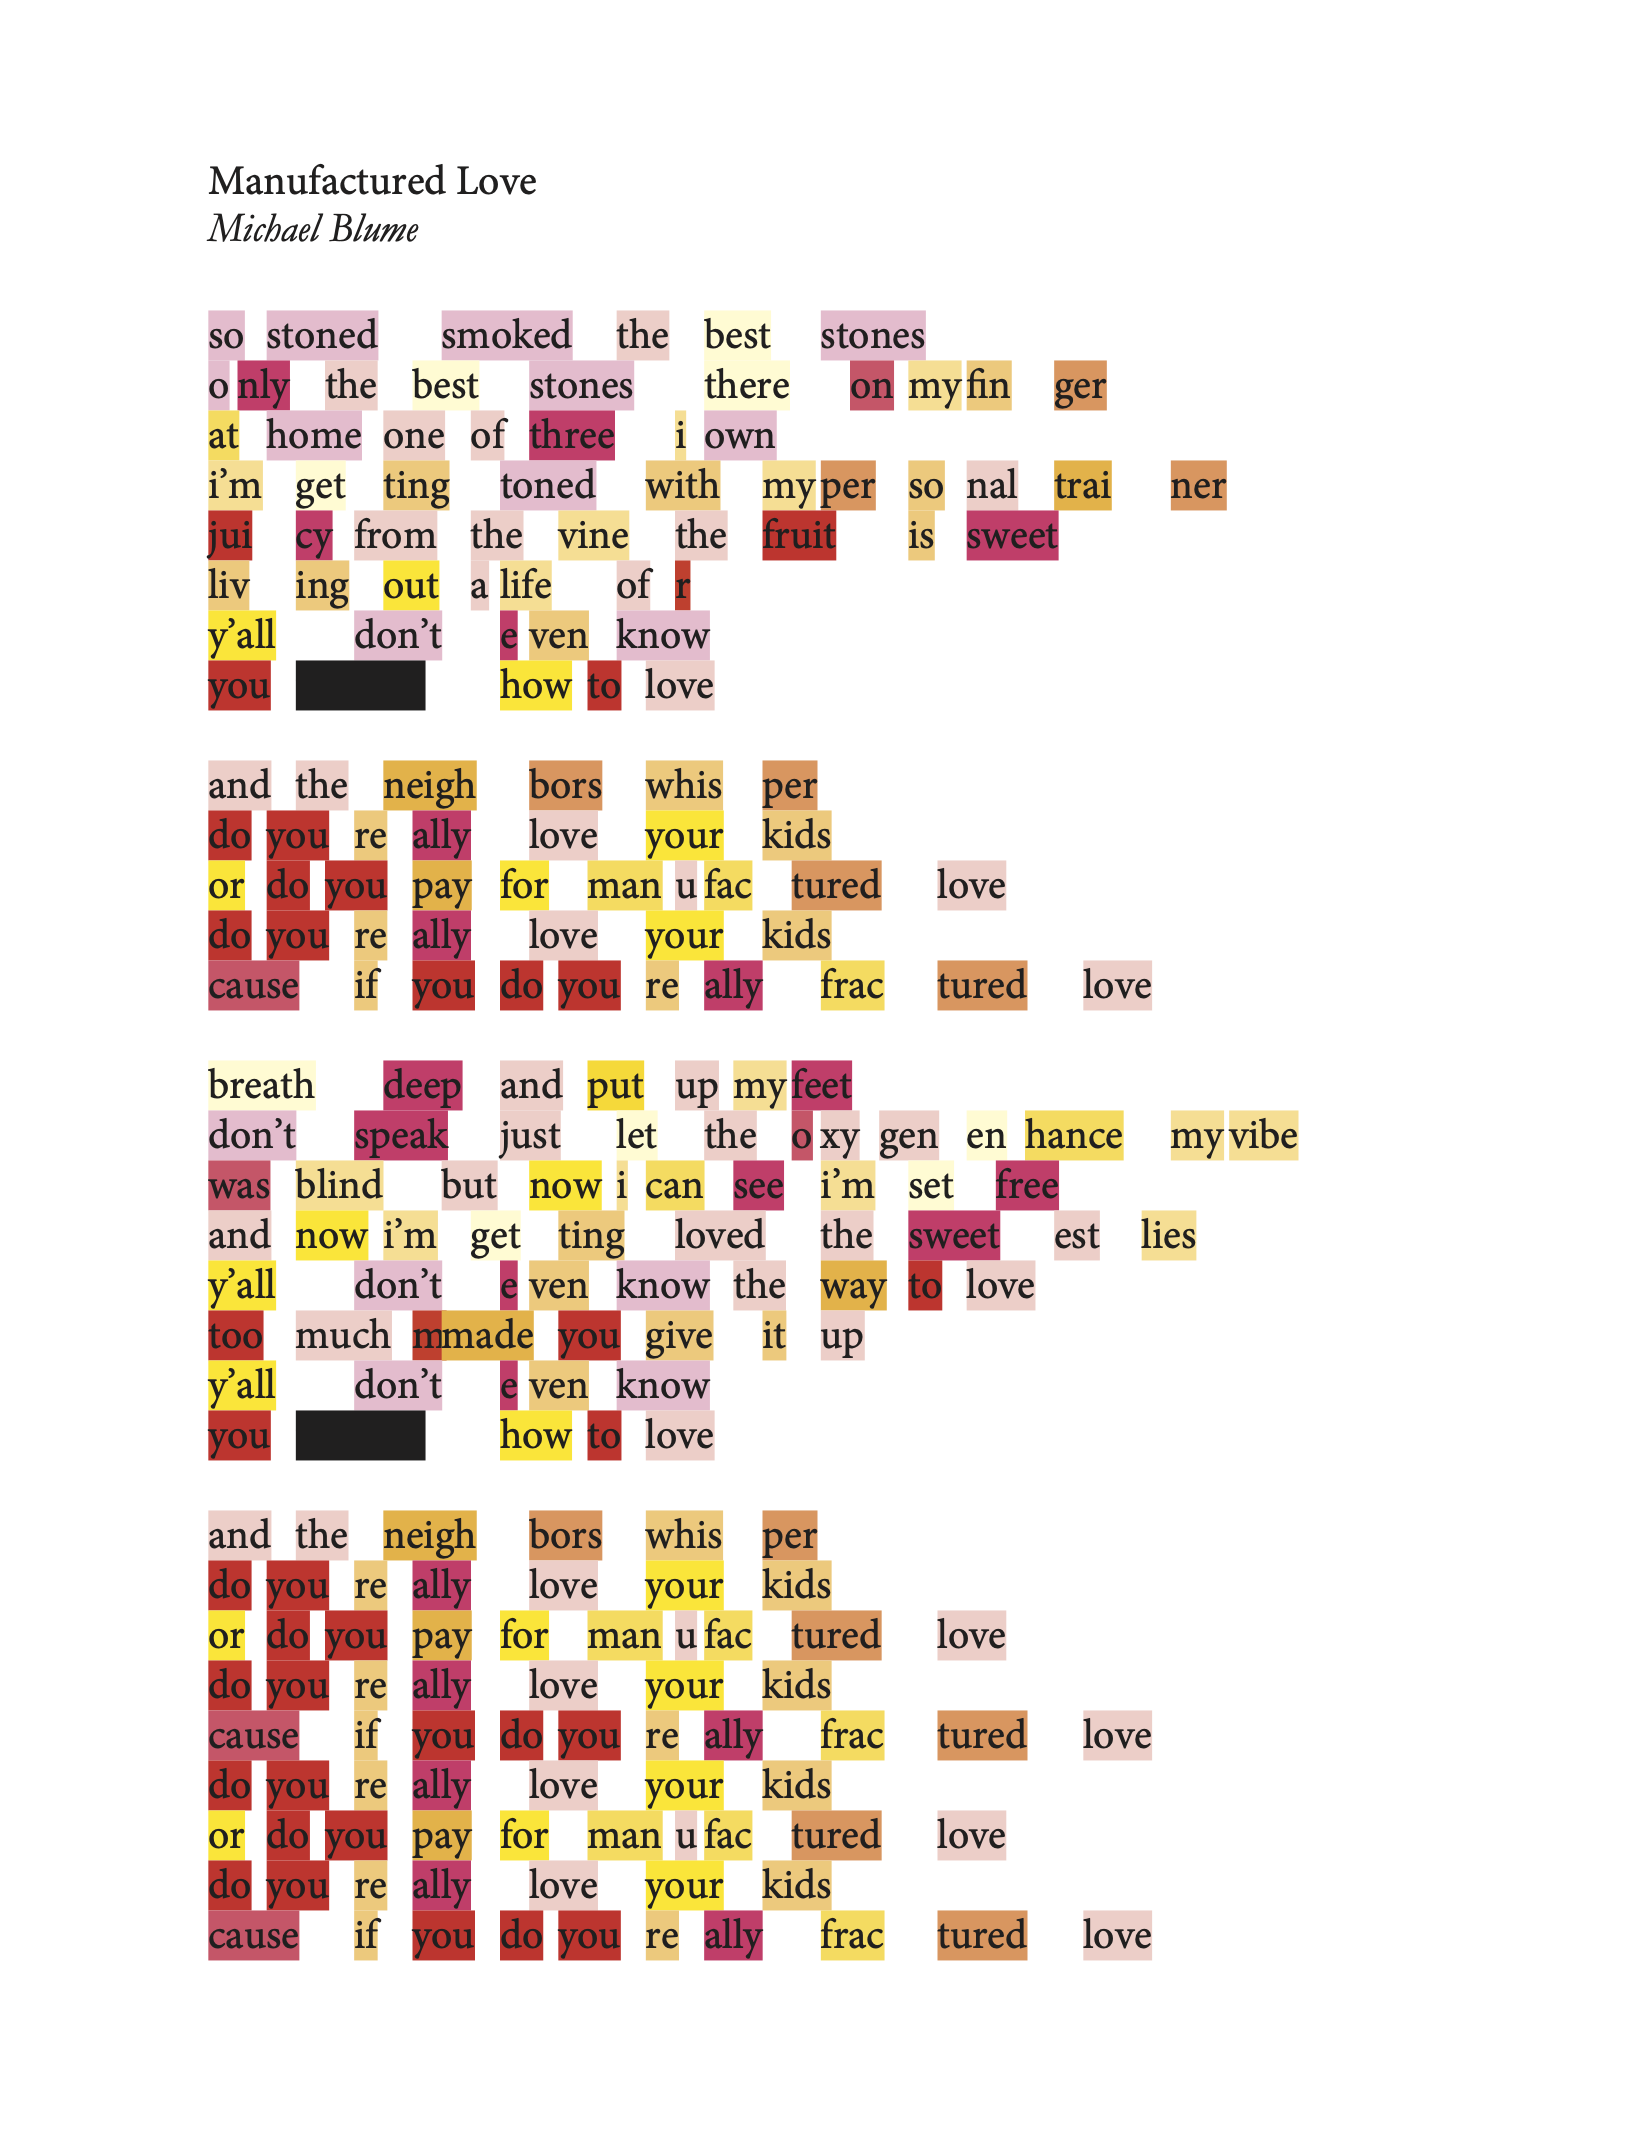 Manufactured Love
Michael Blume
so stoned smoked the best stones
o nly the best stones there on my fin ger
at home one of three i own
i'm get ting toned with my per so nal trai ner
jui cy from the vine the fruit is sweet
liv ing out a life of r
y'all don't e ven know
you how to love
and the neigh bors whis per
do you re ally love your kids
or do you pay for man u fac tured love
do you re ally love your kids
cause if you do you re ally frac tured love
breath deep and put up my feet
don't speak just let the o xy gen en hance my vibe
was blind but now i can see i'm set free
and now i'm get ting loved the sweet est lies
y'all don't e ven know the way to love
too much mmade you give it up
y'all don't e ven know
you how to love
and the neigh bors whis per
do you re ally love your kids
or do you pay for man u fac tured love
do you re ally love your kids
cause if you do you re ally frac tured love
do you re ally love your kids
or do you pay for man u fac tured love
do you re ally love your kids
cause if you do you re ally frac tured love